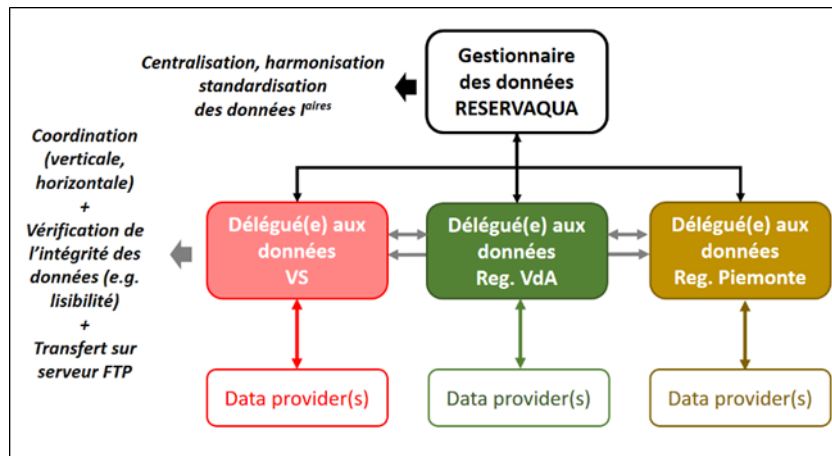 Gestionnaire
des données
RESERVAQUA
Centralisation, harmonisation
standardisation
des données Iaires
Coordination
(verticale,
horizontale)
+
Vérification de
l'intégrité des
données (e.g.
lisibilité)
+
Transfert sur
serveur FTP
Délégué(e) aux
données
VS
Délégué(e) aux
données
Reg. VdA
Délégué(e) aux
données
Reg. Piemonte
Data provider(s)
Data provider(s)
Data provider(s)